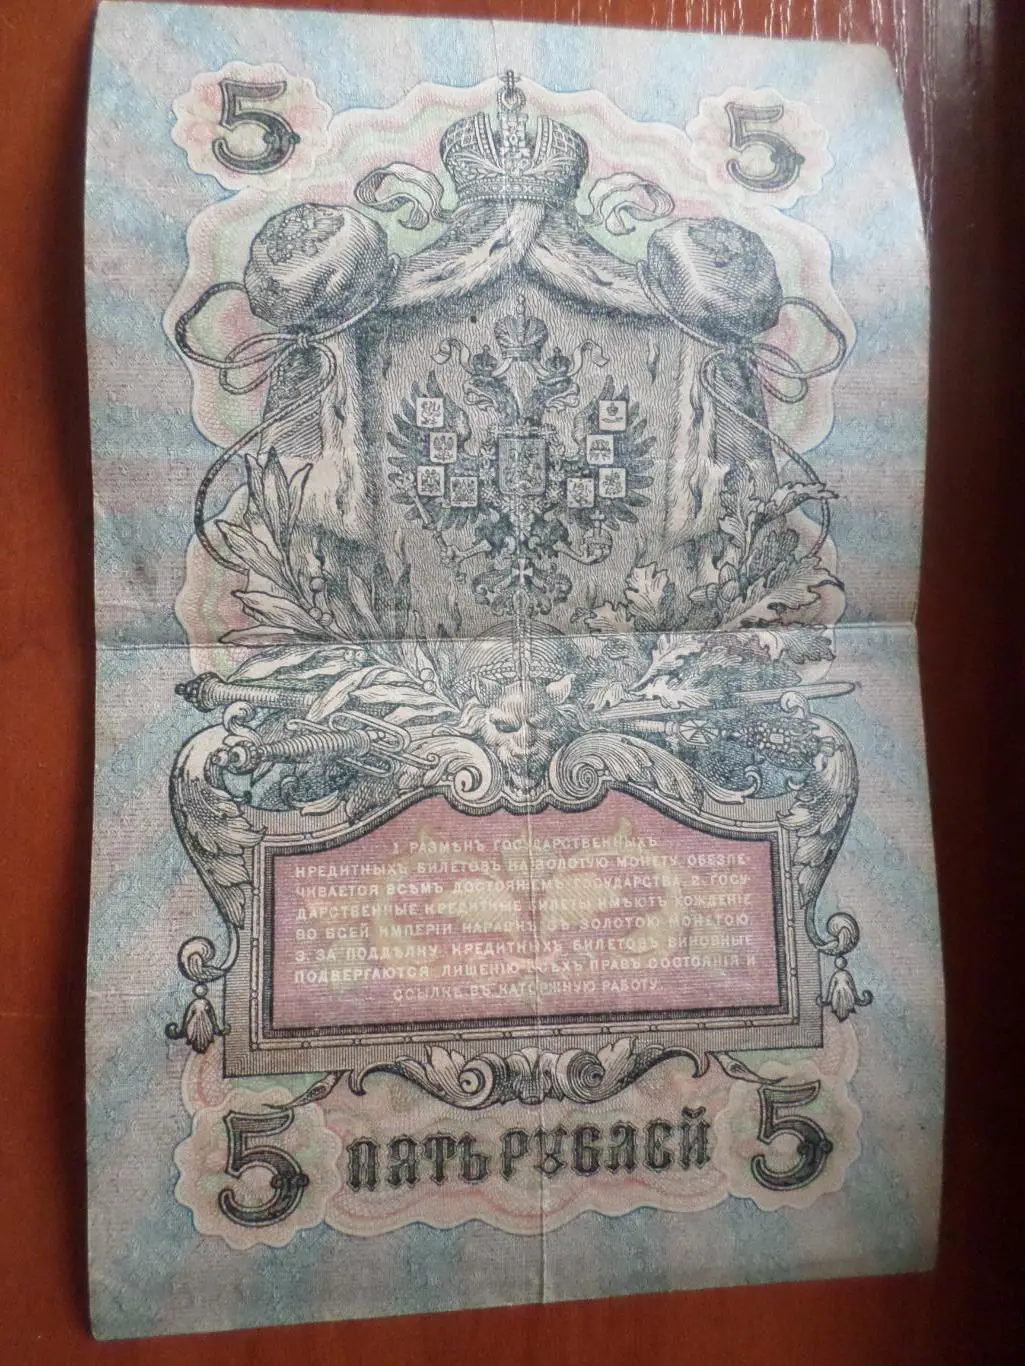 5 5
1. РАЗМѢНЪ ГОСУДАРСТВЕННЫХЪ
КРЕДИТНЫХЪ БИЛЕТОВЪ НА ЗОЛОТУЮ МОНЕТУ ОБЕЗПЕ-
ЧИВАЕТСЯ ВСѢМЪ ДОСТОЯНІЕМЪ ГОСУДАРСТВА. 2. ГОСУ-
ДАРСТВЕННЫЕ КРЕДИТНЫЕ БИЛЕТЫ ИМѢЮТЪ ХОЖДЕНІЕ
ВО ВСЕЙ ИМПЕРІИ НАРАВНѢ СЪ ЗОЛОТОЮ МОНЕТОЮ.
3. ЗА ПОДДѢЛКУ КРЕДИТНЫХЪ БИЛЕТОВЪ ВИНОВНЫЕ
ПОДВЕРГАЮТСЯ ЛИШЕНІЮ ВСѢХЪ ПРАВЪ СОСТОЯНІЯ И
ССЫЛКѢ ВЪ КАТОРЖНУЮ РАБОТУ.
5 ПЯТЬ РУБЛЕЙ 5